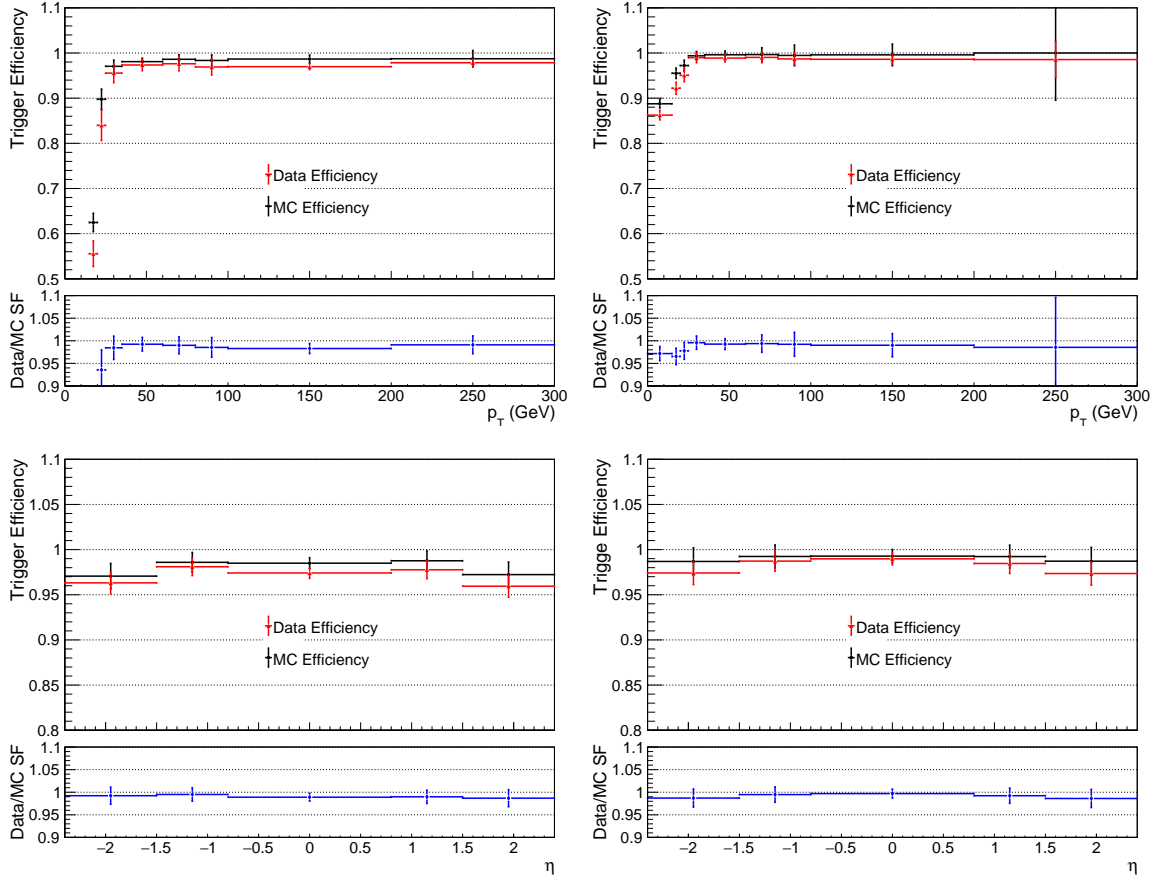 Trigger Efficiency
1.1
1
0.9
0.8
0.7
0.6
0.5
Data Efficiency
MC Efficiency
Data/MC SF
1.1
1.05
1
0.95
0.9
0 50 100 150 200 250 300
p_T (GeV)
Trigger Efficiency
1.1
1
0.9
0.8
0.7
0.6
0.5
Data Efficiency
MC Efficiency
Data/MC SF
1.1
1.05
1
0.95
0.9
0 50 100 150 200 250 300
p_T (GeV)
Trigger Efficiency
1.1
1.05
1
0.95
0.9
0.85
0.8
Data Efficiency
MC Efficiency
Data/MC SF
1.1
1.05
1
0.95
0.9
−2 −1.5 −1 −0.5 0 0.5 1 1.5 2
η
Trigge Efficiency
1.1
1.05
1
0.95
0.9
0.85
0.8
Data Efficiency
MC Efficiency
Data/MC SF
1.1
1.05
1
0.95
0.9
−2 −1.5 −1 −0.5 0 0.5 1 1.5 2
η